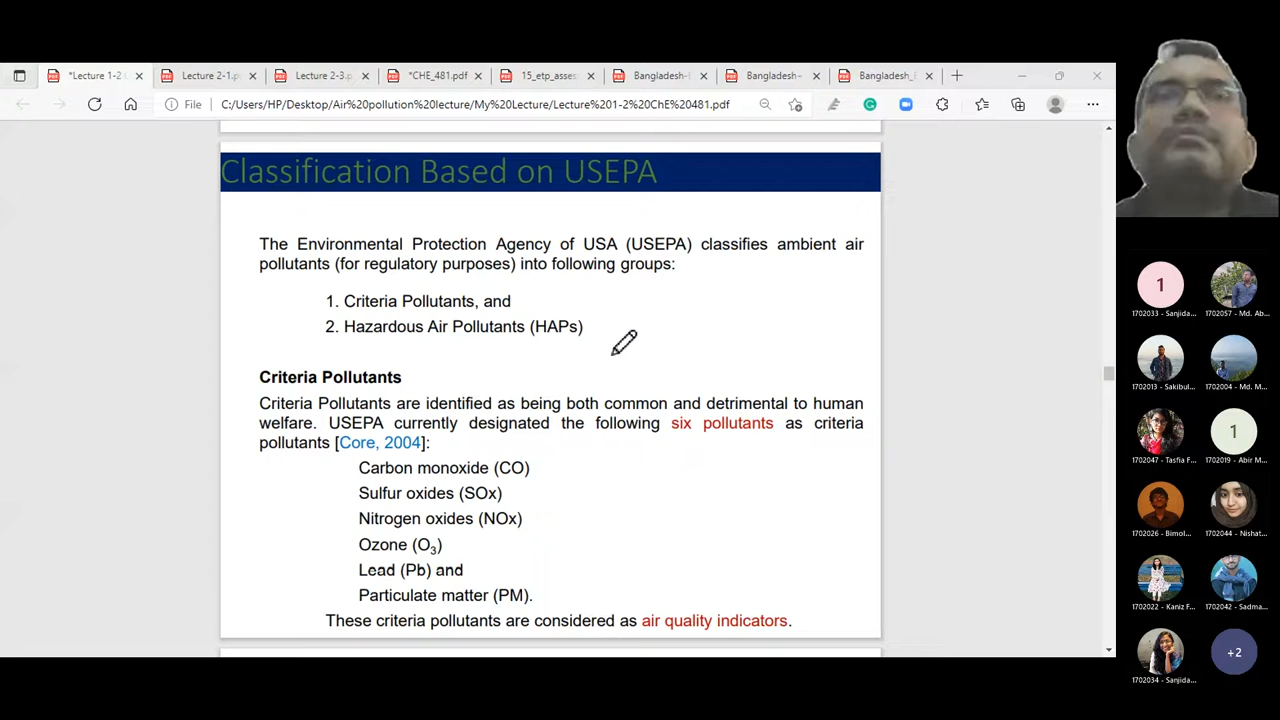 *Lecture 1-2
Lecture 2-1.p
Lecture 2-3.p
*CHE_481.pdf
15_etp_asses
Bangladesh-
Bangladesh-
Bangladesh_
File
C:/Users/HP/Desktop/Air%20pollution%20lecture/My%20Lecture/Lecture%201-2%20ChE%20481.pdf
Classification Based on USEPA
The Environmental Protection Agency of USA (USEPA) classifies ambient air
pollutants (for regulatory purposes) into following groups:
1. Criteria Pollutants, and
2. Hazardous Air Pollutants (HAPs)
Criteria Pollutants
Criteria Pollutants are identified as being both common and detrimental to human
welfare. USEPA currently designated the following six pollutants as criteria
pollutants [Core, 2004]:
Carbon monoxide (CO)
Sulfur oxides (SOx)
Nitrogen oxides (NOx)
Ozone (O₃)
Lead (Pb) and
Particulate matter (PM).
These criteria pollutants are considered as air quality indicators.
1
1702033 - Sanjida...
1702057 - Md. Ab...
1702013 - Sakibul...
1702004 - Md. M...
1
1702047 - Tasfia F...
1702019 - Abir M...
1702026 - Bimol...
1702044 - Nishat...
1702022 - Kaniz F...
1702042 - Sadma...
+2
1702034 - Sanjida...